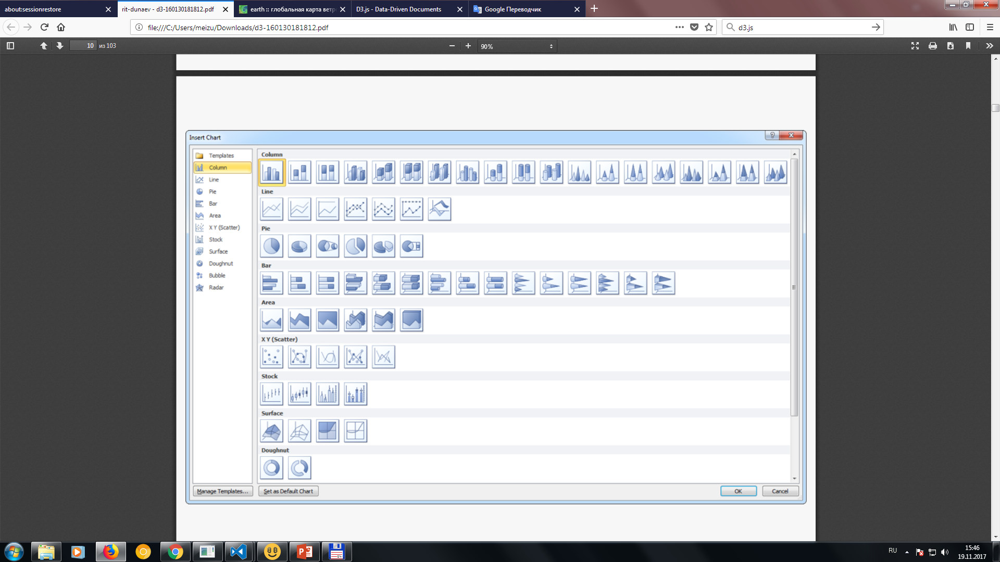 about:sessionrestore
rit-dunaev - d3-160130181812.pdf
earth :: глобальная карта ветр
D3.js - Data-Driven Documents
Google Переводчик
file:///C:/Users/meizu/Downloads/d3-160130181812.pdf
d3.js
10 из 103
90%
Insert Chart
Templates
Column
Line
Pie
Bar
Area
X Y (Scatter)
Stock
Surface
Doughnut
Bubble
Radar
Column
Line
Pie
Bar
Area
X Y (Scatter)
Stock
Surface
Doughnut
Manage Templates...
Set as Default Chart
OK
Cancel
RU
15:46
19.11.2017